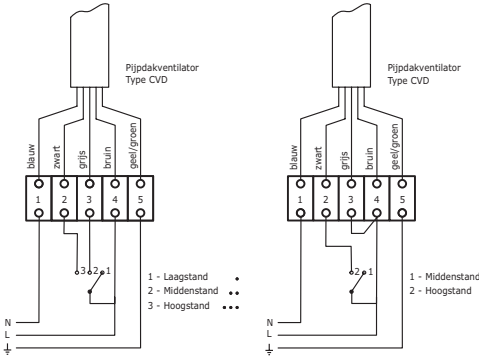 Pijpdakventilator
Type CVD
blauw
zwart
grijs
bruin
geel/groen
1 2 3 4 5
3 2 1
1 - Laagstand
2 - Middenstand
3 - Hoogstand
N
L
Pijpdakventilator
Type CVD
blauw
zwart
grijs
bruin
geel/groen
1 2 3 4 5
2 1
1 - Middenstand
2 - Hoogstand
N
L